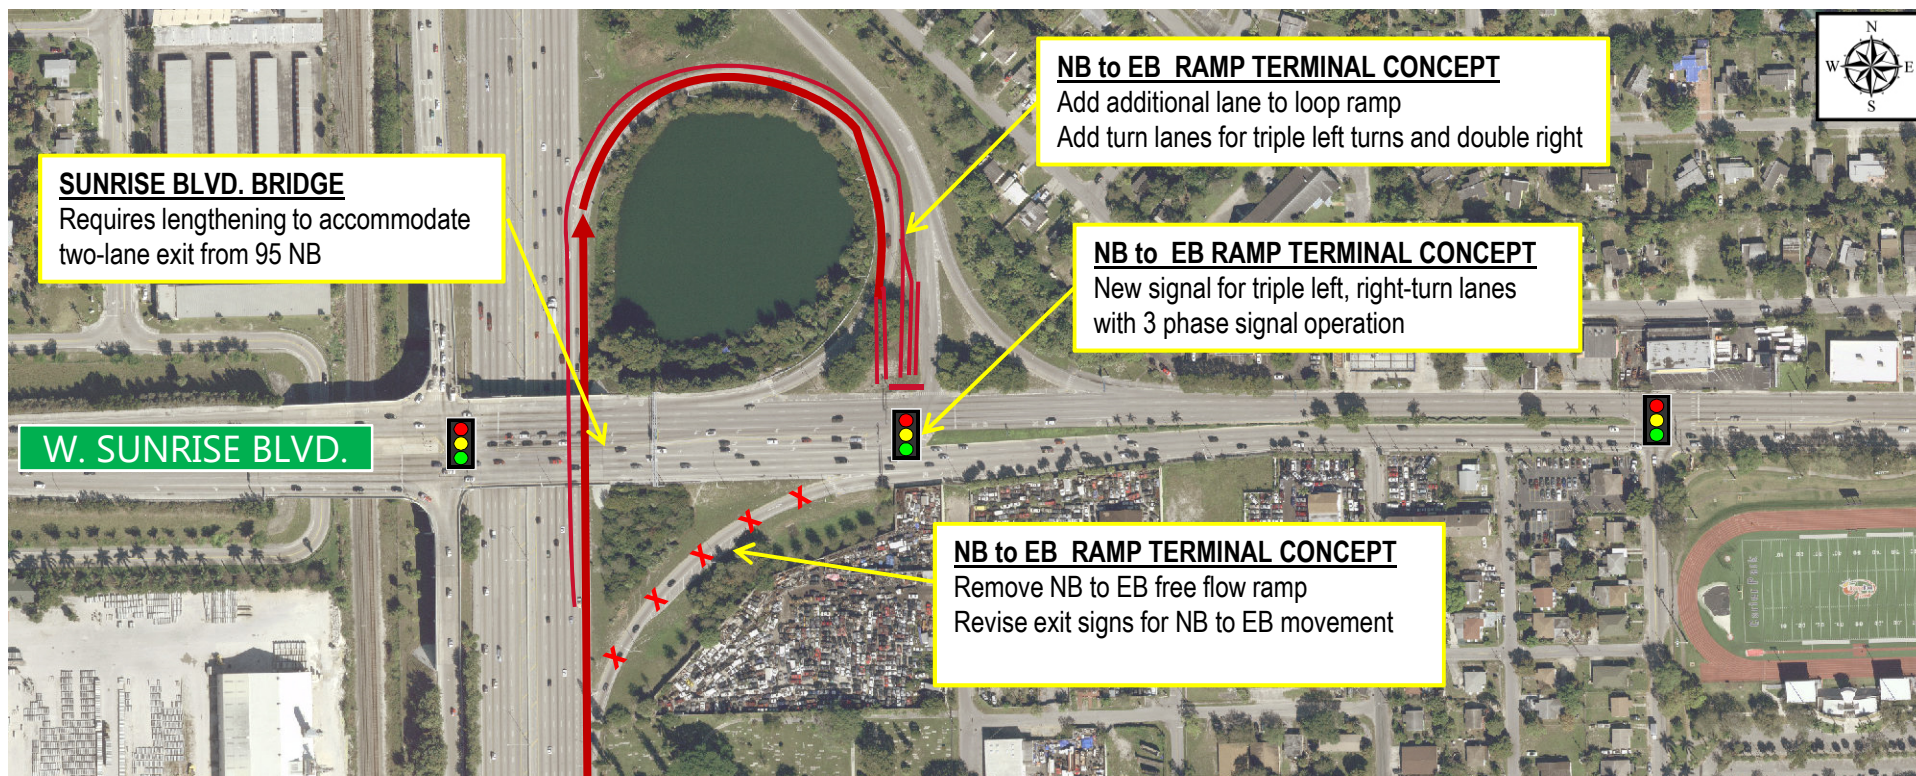 NB to EB RAMP TERMINAL CONCEPT
Add additional lane to loop ramp
Add turn lanes for triple left turns and double right
N
W E
S
SUNRISE BLVD. BRIDGE
Requires lengthening to accommodate
two-lane exit from 95 NB
NB to EB RAMP TERMINAL CONCEPT
New signal for triple left, right-turn lanes
with 3 phase signal operation
W. SUNRISE BLVD.
X
X
X
X
X
NB to EB RAMP TERMINAL CONCEPT
Remove NB to EB free flow ramp
Revise exit signs for NB to EB movement